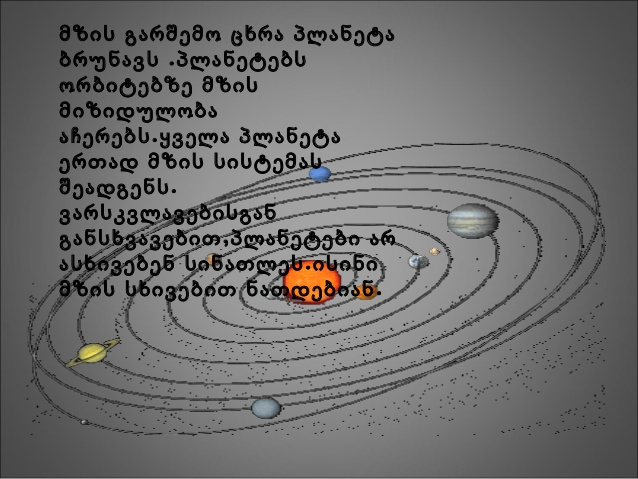 მზის გარშემო ცხრა პლანეტა
ბრუნავს .პლანეტებს
ორბიტებზე მზის
მიზიდულობა
აჩერებს.ყველა პლანეტა
ერთად მზის სისტემას
შეადგენს.
ვარსკვლავებისგან
განსხვავებით,პლანეტები არ
ასხივებენ სინათლეს.ისინი
მზის სხივებით ნათდებიან.